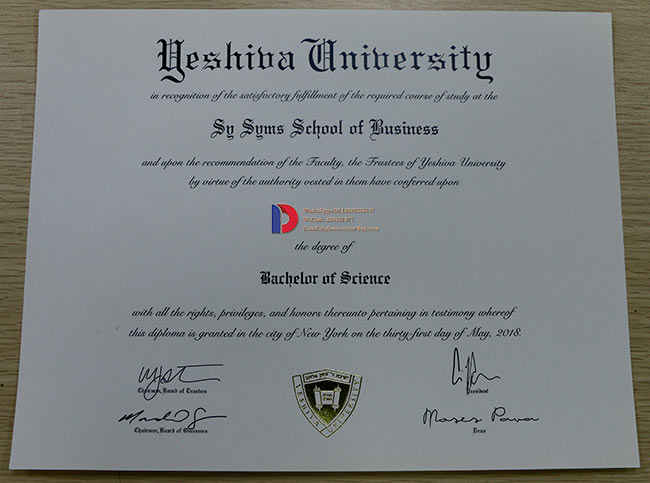 Yeshiva University
in recognition of the satisfactory fulfillment of the required course of study at the
Sy Syms School of Business
and upon the recommendation of the Faculty, the Trustees of Yeshiva University
by virtue of the authority vested in them have conferred upon
the degree of
Bachelor of Science
with all the rights, privileges, and honors thereunto pertaining in testimony whereof
this diploma is granted in the city of New York on the thirty-first day of May, 2018.
Chairman, Board of Trustees
President
Moses Pava
Chairman, Board of Overseers
Dean
YESHIVA UNIVERSITY